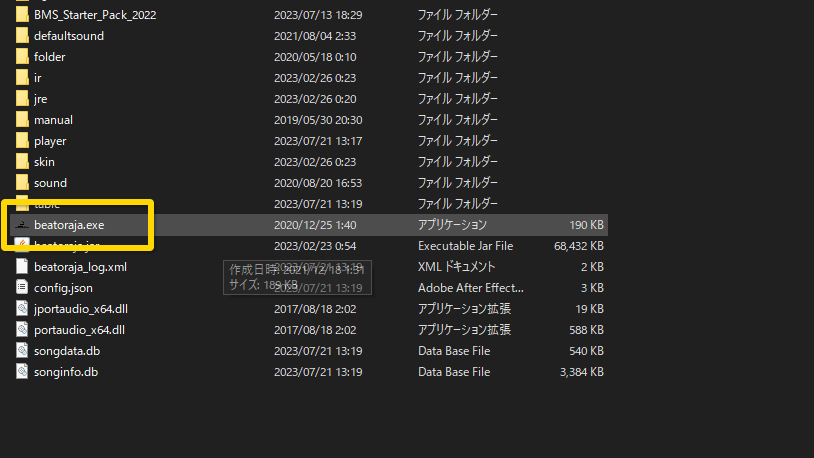 BMS_Starter_Pack_2022 2023/07/13 18:29 ファイル フォルダー
defaultsound 2021/08/04 2:33 ファイル フォルダー
folder 2020/05/18 0:10 ファイル フォルダー
ir 2023/02/26 0:23 ファイル フォルダー
jre 2023/02/26 0:20 ファイル フォルダー
manual 2019/05/30 20:30 ファイル フォルダー
player 2023/07/21 13:17 ファイル フォルダー
skin 2023/02/26 0:23 ファイル フォルダー
sound 2020/08/20 16:53 ファイル フォルダー
table 2023/07/21 13:19 ファイル フォルダー
beatoraja.exe 2020/12/25 1:40 アプリケーション 190 KB
beatoraja.jar 2023/02/23 0:54 Executable Jar File 68,432 KB
beatoraja_log.xml 2023/07/21 13:19 XML ドキュメント 2 KB
作成日時: 2021/12/18 1:31
config.json 2023/07/21 13:19 Adobe After Effect... 3 KB
サイズ: 189 KB
jportaudio_x64.dll 2017/08/18 2:02 アプリケーション拡張 19 KB
portaudio_x64.dll 2017/08/18 2:02 アプリケーション拡張 588 KB
songdata.db 2023/07/21 13:19 Data Base File 540 KB
songinfo.db 2023/07/21 13:19 Data Base File 3,384 KB